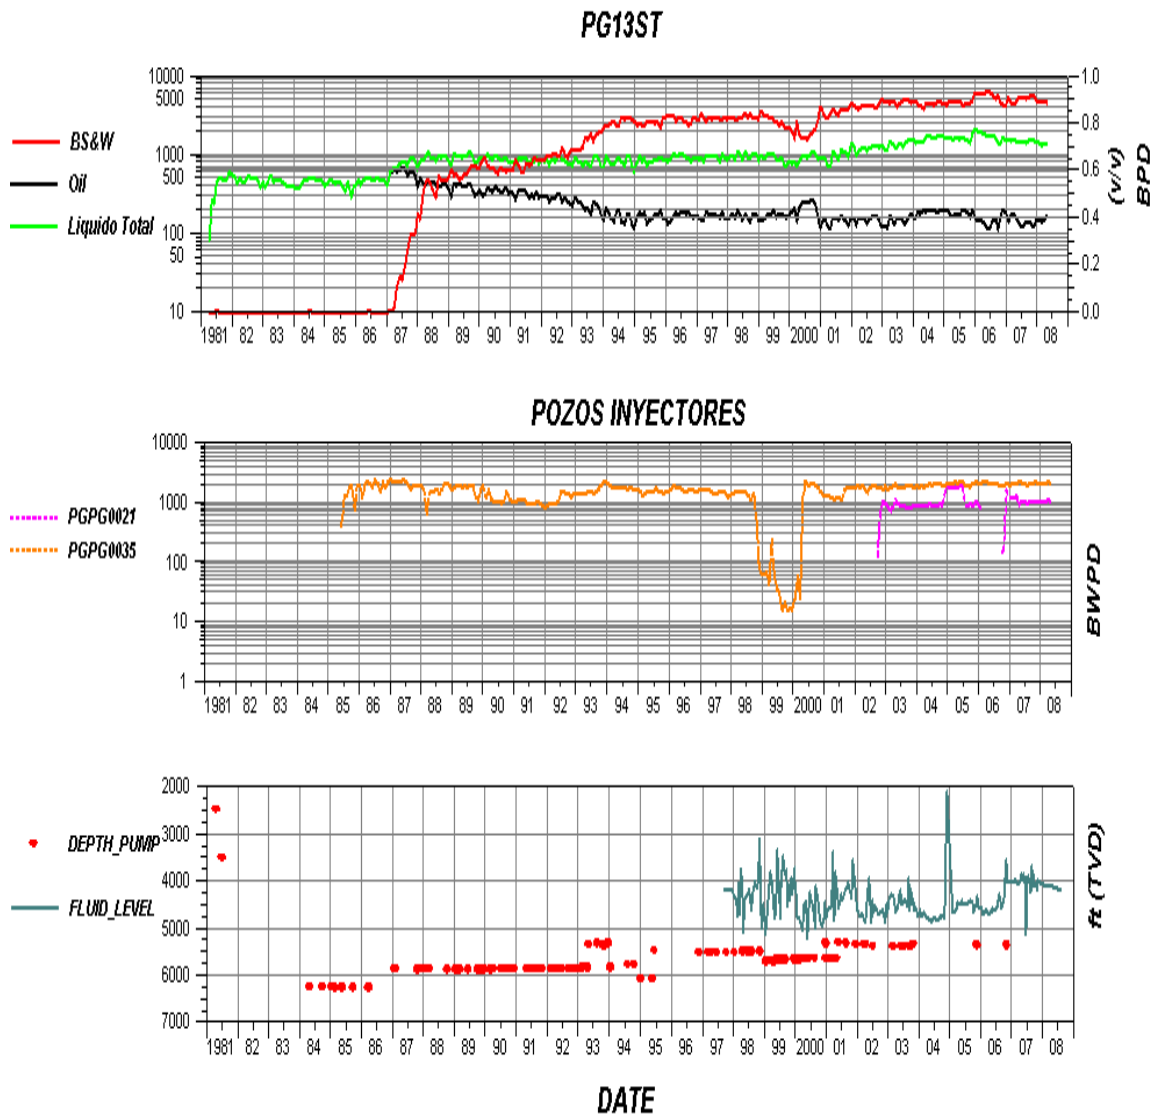 PG13ST
10000
5000
1000
500
100
50
10
BS&W
Oil
Liquido Total
1.0
0.8
0.6
0.4
0.2
0.0
(v/v)
BPD
1981 82 83 84 85 86 87 88 89 90 91 92 93 94 95 96 97 98 99 2000 01 02 03 04 05 06 07 08
POZOS INYECTORES
10000
1000
100
10
1
PGPG0021
PGPG0035
BWPD
1981 82 83 84 85 86 87 88 89 90 91 92 93 94 95 96 97 98 99 2000 01 02 03 04 05 06 07 08
2000
3000
4000
5000
6000
7000
DEPTH_PUMP
FLUID_LEVEL
ft (TVD)
1981 82 83 84 85 86 87 88 89 90 91 92 93 94 95 96 97 98 99 2000 01 02 03 04 05 06 07 08
DATE